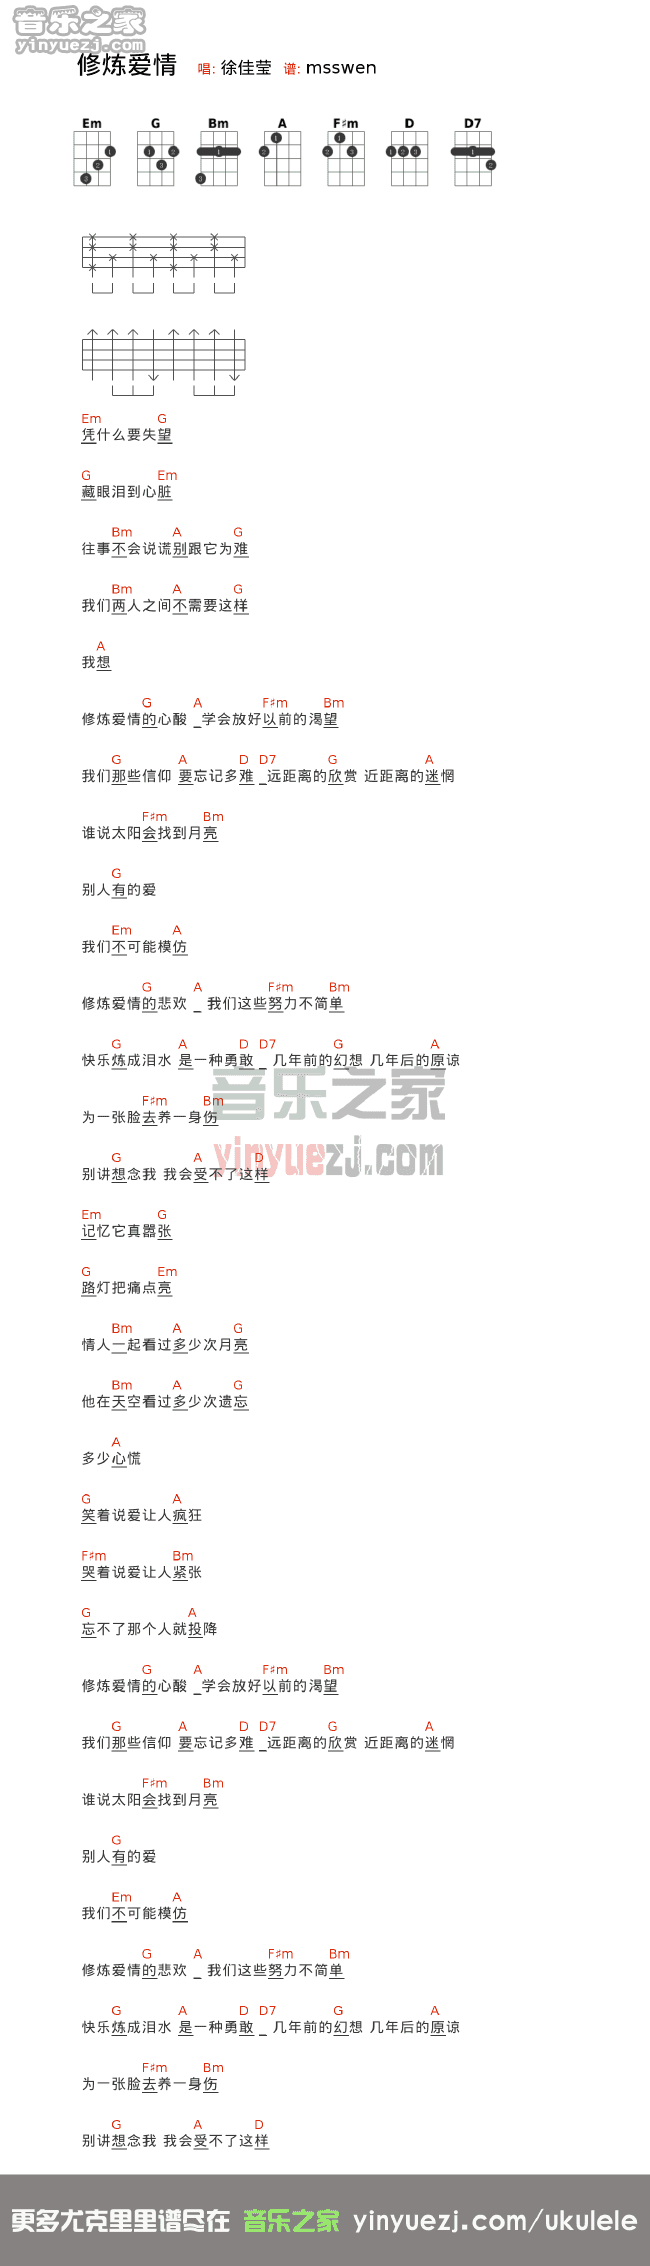 音乐之家
yinyuezj.com
修炼爱情 唱: 徐佳莹 谱: msswen
Em G Bm A F♯m D D7
Em G
凭什么要失望
G Em
藏眼泪到心脏
Bm A G
往事不会说谎别跟它为难
Bm A G
我们两人之间不需要这样
A
我想
G A F♯m Bm
修炼爱情的心酸 _学会放好以前的渴望
G A D D7 G A
我们那些信仰 要忘记多难 _远距离的欣赏 近距离的迷惘
F♯m Bm
谁说太阳会找到月亮
G
别人有的爱
Em A
我们不可能模仿
G A F♯m Bm
修炼爱情的悲欢 _ 我们这些努力不简单
G A D D7 G A
快乐炼成泪水 是一种勇敢 _ 几年前的幻想 几年后的原谅
F♯m Bm
为一张脸去养一身伤
G A D
别讲想念我 我会受不了这样
音乐之家
yinyuezj.com
Em G
记忆它真嚣张
G Em
路灯把痛点亮
Bm A G
情人一起看过多少次月亮
Bm A G
他在天空看过多少次遗忘
A
多少心慌
G A
笑着说爱让人疯狂
F♯m Bm
哭着说爱让人紧张
G A
忘不了那个人就投降
G A F♯m Bm
修炼爱情的心酸 _学会放好以前的渴望
G A D D7 G A
我们那些信仰 要忘记多难 _远距离的欣赏 近距离的迷惘
F♯m Bm
谁说太阳会找到月亮
G
别人有的爱
Em A
我们不可能模仿
G A F♯m Bm
修炼爱情的悲欢 _ 我们这些努力不简单
G A D D7 G A
快乐炼成泪水 是一种勇敢 _ 几年前的幻想 几年后的原谅
F♯m Bm
为一张脸去养一身伤
G A D
别讲想念我 我会受不了这样
更多尤克里里谱尽在 音乐之家 yinyuezj.com/ukulele